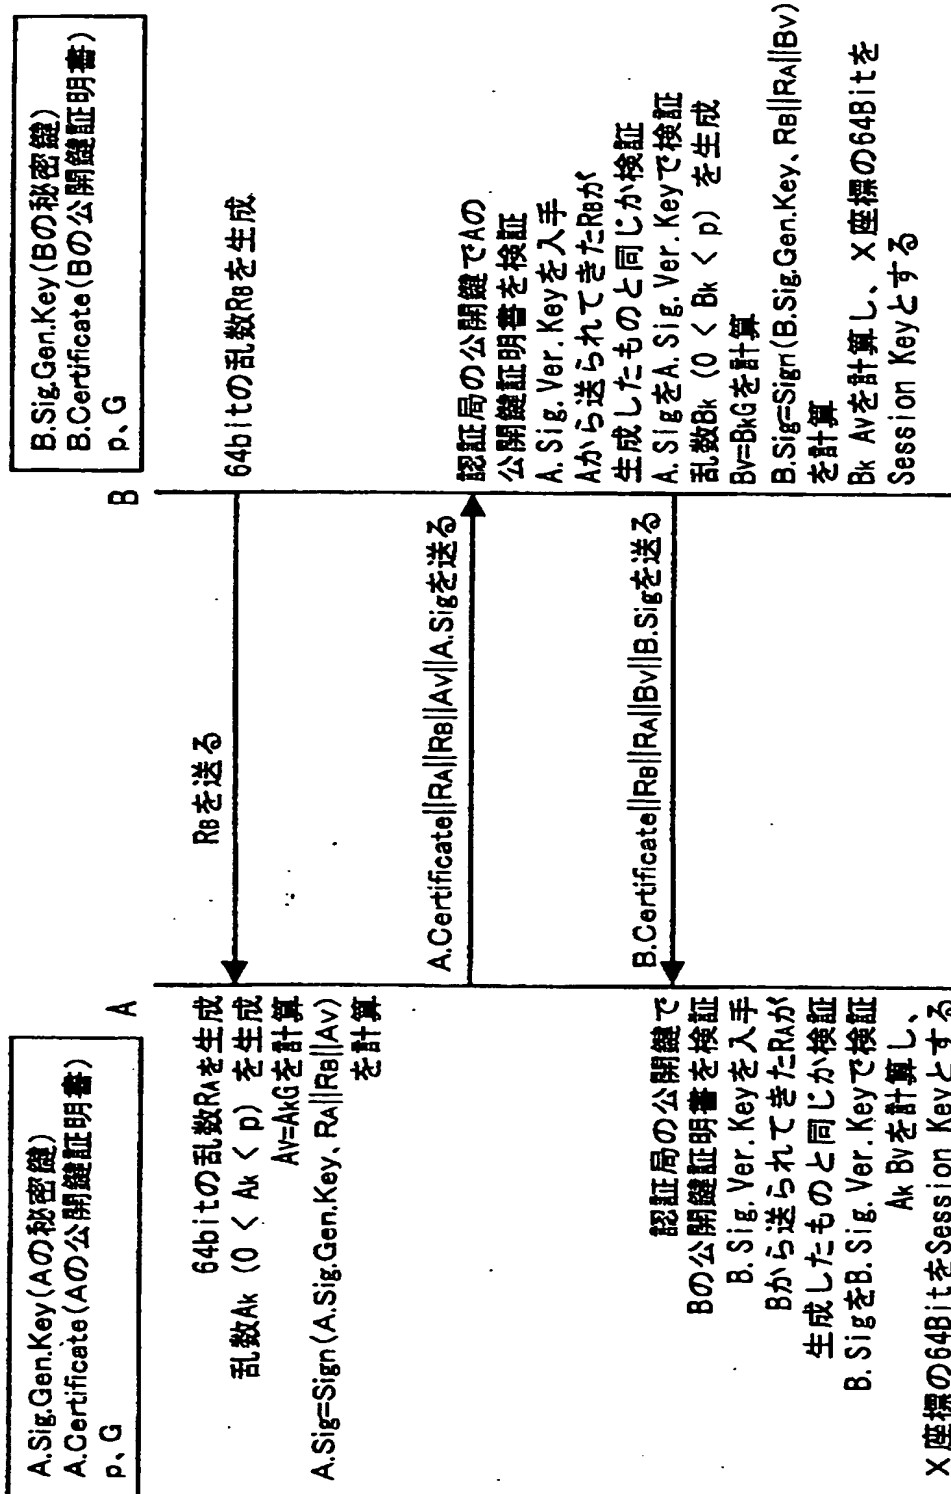 A.Sig.Gen.Key(Aの秘密鍵)
A.Certificate(Aの公開鍵証明書)
p、G
B.Sig.Gen.Key(Bの秘密鍵)
B.Certificate(Bの公開鍵証明書)
p、G
A
B
64bitの乱数RBを生成
RBを送る
64bitの乱数RAを生成
乱数Ak (0 < Ak < p) を生成
Av=AkGを計算
A.Sig=Sign(A.Sig.Gen.Key、RA||RB||Av)
を計算
A.Certificate||RA||RB||Av||A.Sigを送る
認証局の公開鍵でAの
公開鍵証明書を検証
A.Sig.Ver.Keyを入手
Aから送られてきたRBが
生成したものと同じか検証
A.SigをA.Sig.Ver.Keyで検証
乱数Bk (0 < Bk < p) を生成
Bv=BkGを計算
B.Sig=Sign(B.Sig.Gen.Key、RB||RA||Bv)
を計算
Bk Avを計算し、X座標の64Bitを
Session Keyとする
B.Certificate||RB||RA||Bv||B.Sigを送る
認証局の公開鍵で
Bの公開鍵証明書を検証
B.Sig.Ver.Keyを入手
Bから送られてきたRAが
生成したものと同じか検証
B.SigをB.Sig.Ver.Keyで検証
Ak Bvを計算し、
X座標の64BitをSession Keyとする